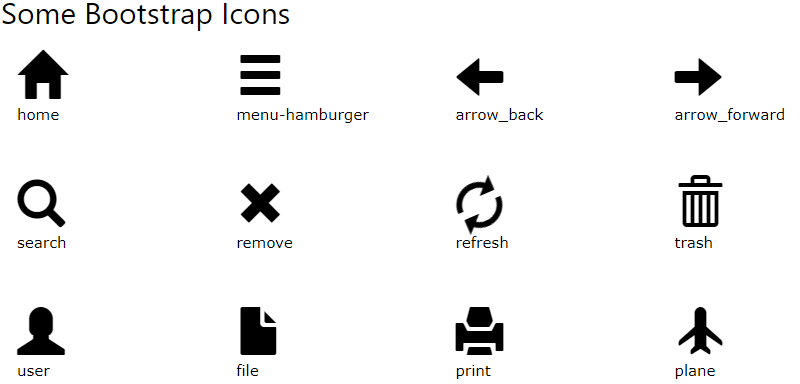 Some Bootstrap Icons
home menu-hamburger arrow_back arrow_forward
search remove refresh trash
user file print plane